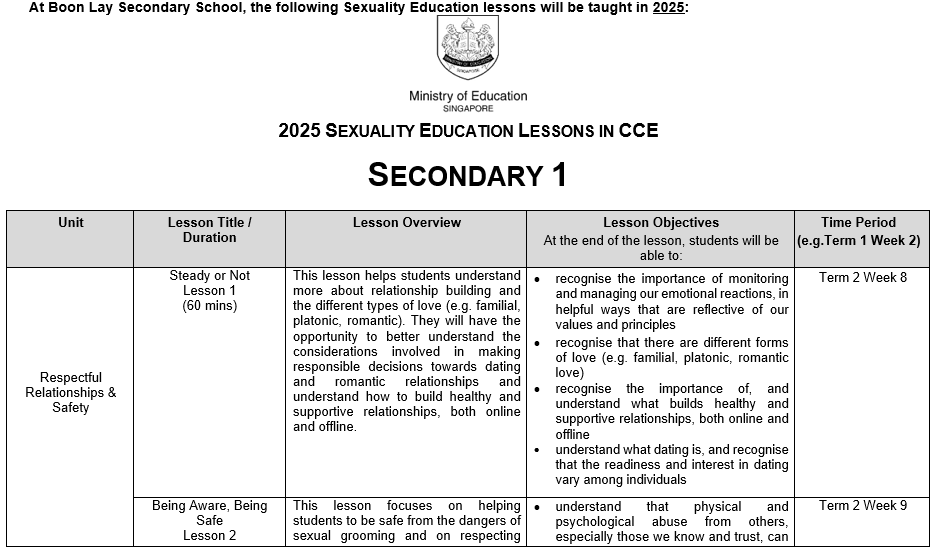 At Boon Lay Secondary School, the following Sexuality Education lessons will be taught in 2025:
Ministry of Education
SINGAPORE
2025 SEXUALITY EDUCATION LESSONS IN CCE
SECONDARY 1
Unit
Lesson Title /
Duration
Lesson Overview
Lesson Objectives
At the end of the lesson, students will be
able to:
Time Period
(e.g.Term 1 Week 2)
Respectful
Relationships &
Safety
Steady or Not
Lesson 1
(60 mins)
This lesson helps students understand
more about relationship building and
the different types of love (e.g. familial,
platonic, romantic). They will have the
opportunity to better understand the
considerations involved in making
responsible decisions towards dating
and romantic relationships and
understand how to build healthy and
supportive relationships, both online
and offline.
• recognise the importance of monitoring
and managing our emotional reactions, in
helpful ways that are reflective of our
values and principles
• recognise that there are different forms
of love (e.g. familial, platonic, romantic
love)
• recognise the importance of, and
understand what builds healthy and
supportive relationships, both online and
offline
• understand what dating is, and recognise
that the readiness and interest in dating
vary among individuals
Term 2 Week 8
Being Aware, Being
Safe
Lesson 2
This lesson focuses on helping
students to be safe from the dangers of
sexual grooming and on respecting
• understand that physical and
psychological abuse from others,
especially those we know and trust, can
Term 2 Week 9